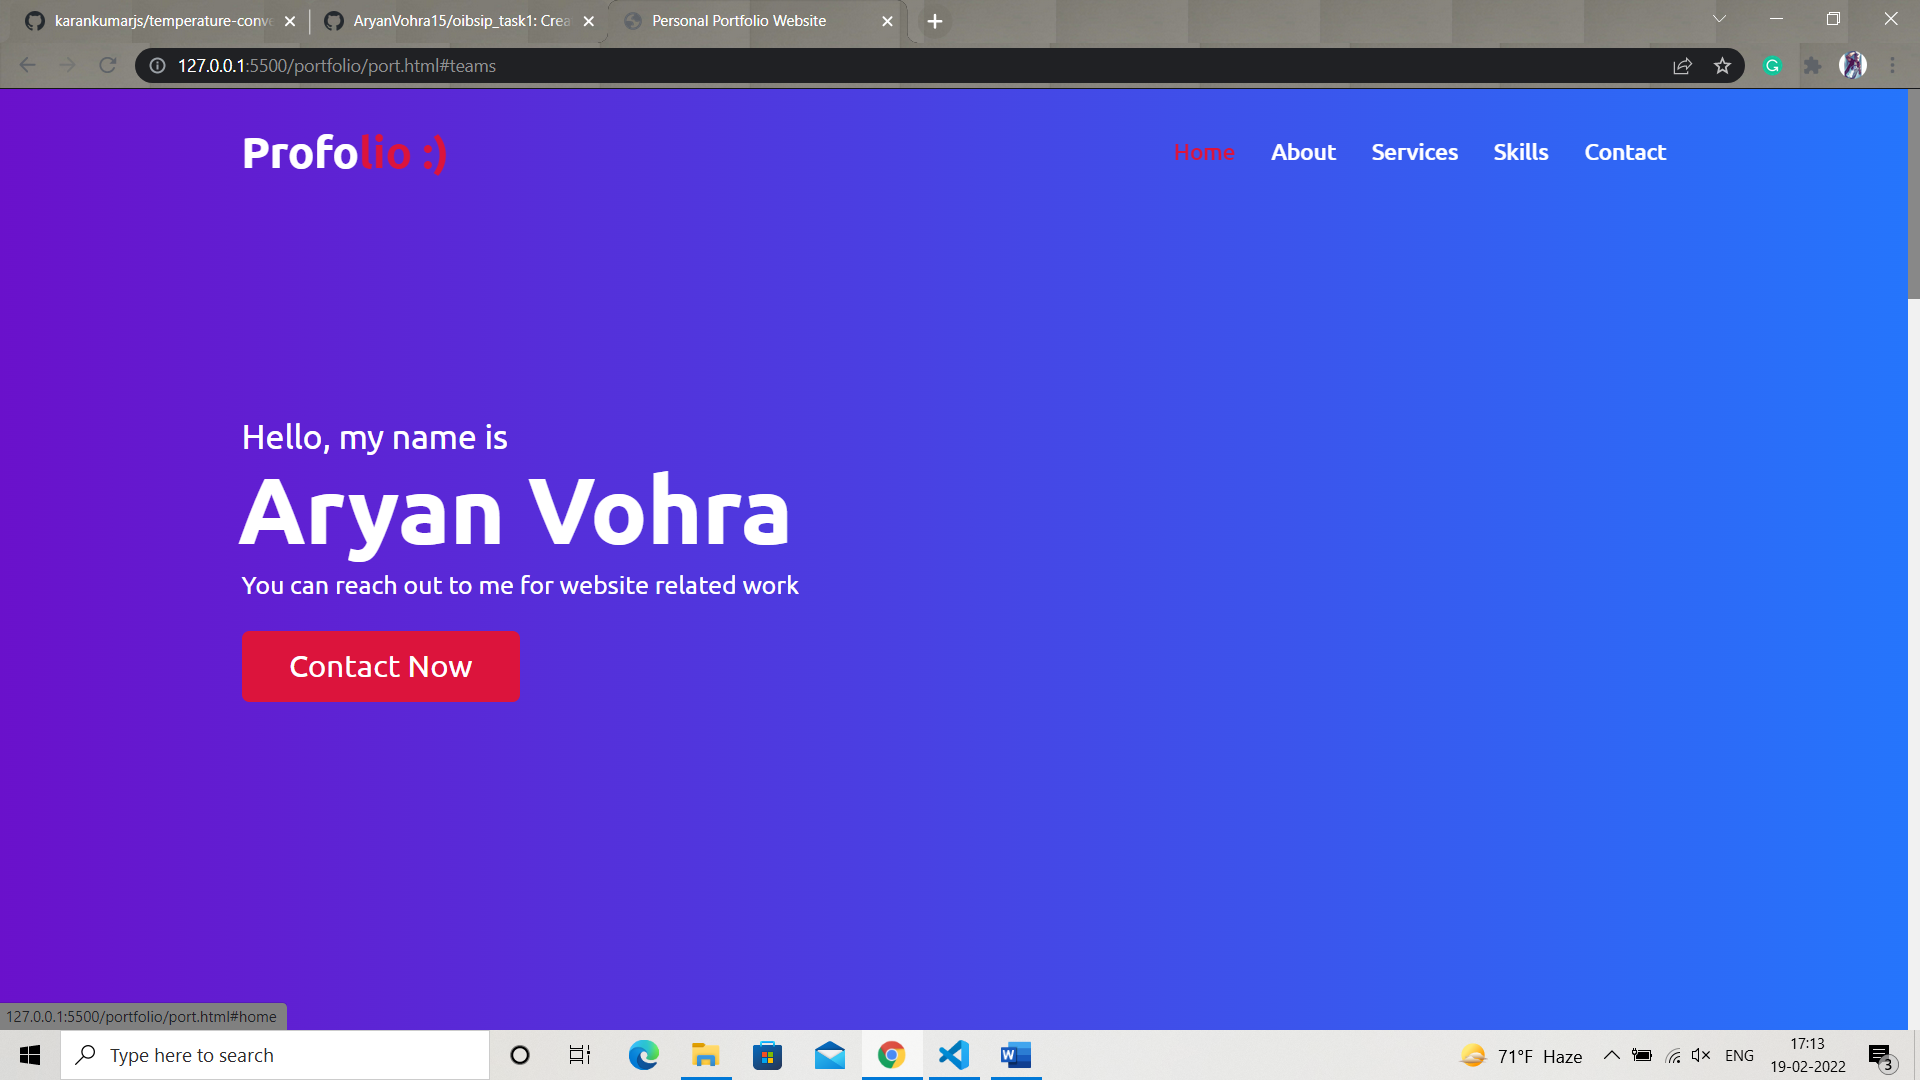 karankumarjs/temperature-conve
AryanVohra15/oibsip_task1: Crea
Personal Portfolio Website
127.0.0.1:5500/portfolio/port.html#teams
Profolio :)
Home About Services Skills Contact
Hello, my name is
Aryan Vohra
You can reach out to me for website related work
Contact Now
127.0.0.1:5500/portfolio/port.html#home
Type here to search
71°F Haze
ENG
17:13
19-02-2022
3